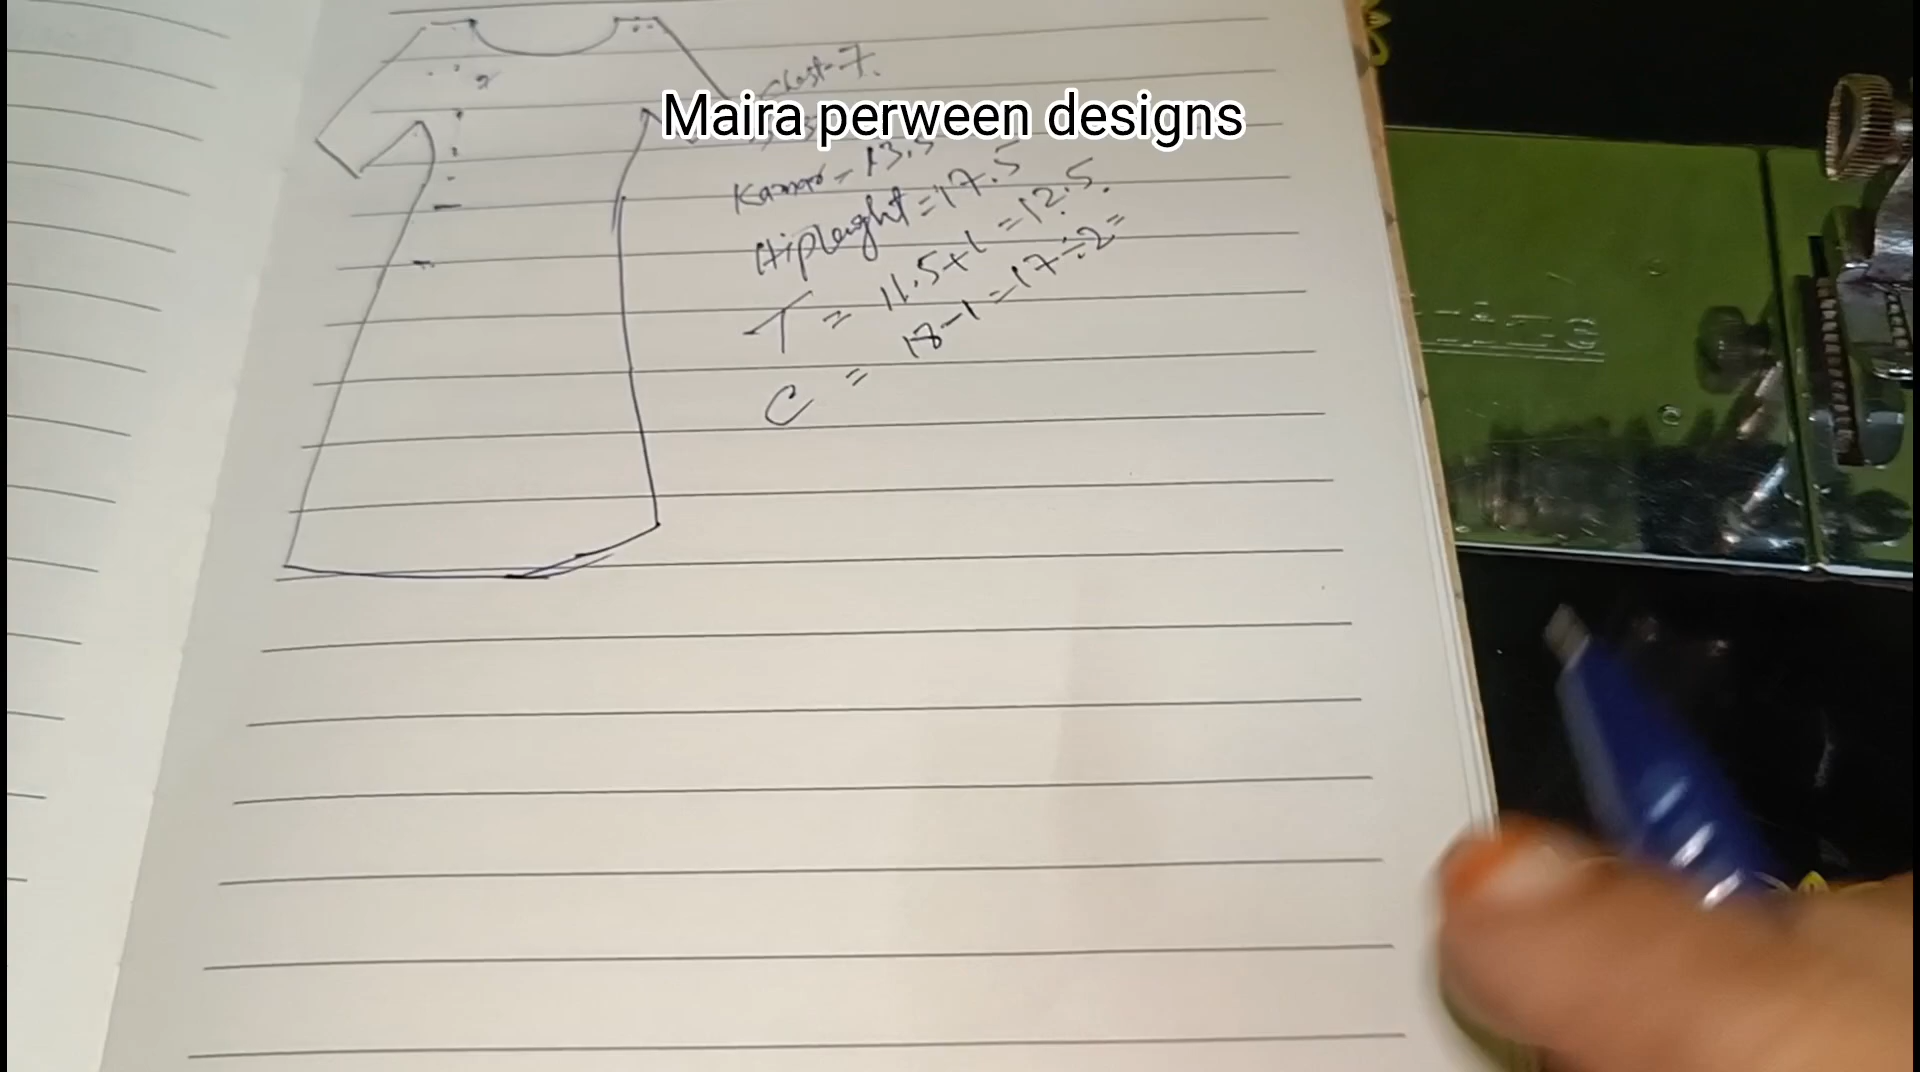 chest-7.
Maira perween designs
Kamar = 13.5
Hiplenght = 17.5
T = 11.5+1 = 12.5.
C = 18-1 = 17÷2=